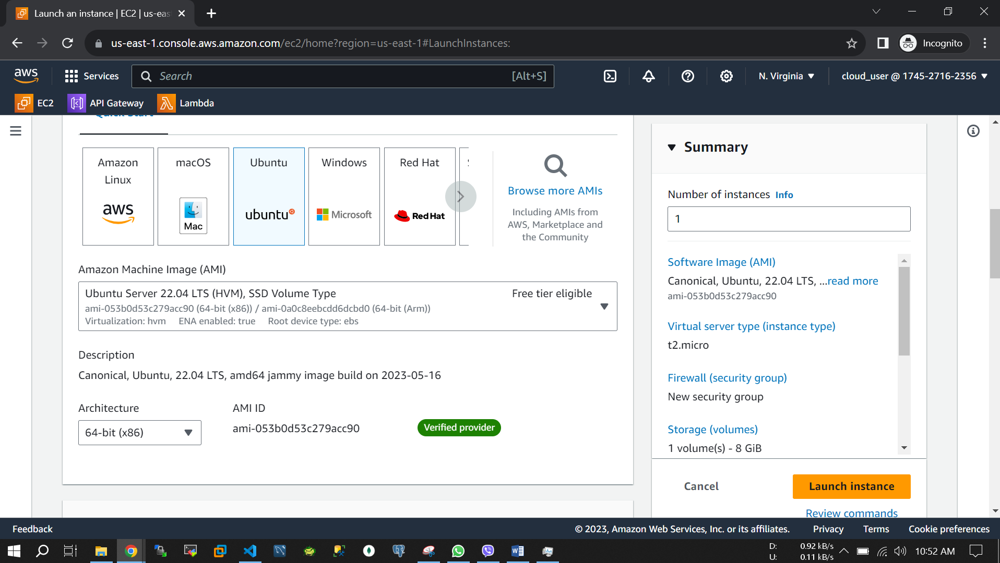 Launch an instance | EC2 | us-eas
us-east-1.console.aws.amazon.com/ec2/home?region=us-east-1#LaunchInstances:
Incognito
aws
Services
Search
[Alt+S]
N. Virginia
cloud_user @ 1745-2716-2356
EC2
API Gateway
Lambda
Quick Start
Amazon Linux
aws
macOS
Mac
Ubuntu
ubuntu
Windows
Microsoft
Red Hat
Red Hat
Browse more AMIs
Including AMIs from
AWS, Marketplace and
the Community
Amazon Machine Image (AMI)
Ubuntu Server 22.04 LTS (HVM), SSD Volume Type
Free tier eligible
ami-053b0d53c279acc90 (64-bit (x86)) / ami-0a0c8eebcdd6dcbd0 (64-bit (Arm))
Virtualization: hvm ENA enabled: true Root device type: ebs
Description
Canonical, Ubuntu, 22.04 LTS, amd64 jammy image build on 2023-05-16
Architecture
64-bit (x86)
AMI ID
ami-053b0d53c279acc90
Verified provider
Summary
Number of instances Info
1
Software Image (AMI)
Canonical, Ubuntu, 22.04 LTS, ...read more
ami-053b0d53c279acc90
Virtual server type (instance type)
t2.micro
Firewall (security group)
New security group
Storage (volumes)
1 volume(s) - 8 GiB
Cancel
Launch instance
Review commands
Feedback
© 2023, Amazon Web Services, Inc. or its affiliates.
Privacy
Terms
Cookie preferences
D: 0.92 kB/s
U: 0.11 kB/s
10:52 AM